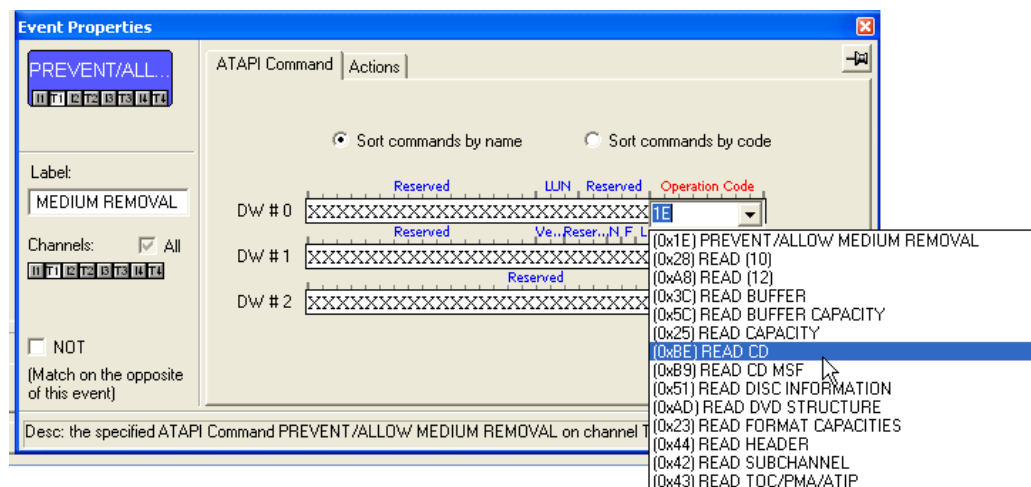 Event Properties
PREVENT/ALL...
I1 T1 I2 T2 I3 T3 I4 T4
ATAPI Command Actions
Sort commands by name Sort commands by code
Label:
MEDIUM REMOVAL
Channels: All
I1 T1 I2 T2 I3 T3 I4 T4
Reserved LUN Reserved Operation Code
DW # 0 XXXXXXXXXXXXXXXXXXXXXXXX 1E
Reserved Ve.. Reser... N F L
DW # 1 XXXXXXXXXXXXXXXXXXXXXXXX
Reserved
DW # 2 XXXXXXXXXXXXXXXXXXXXXXXX
NOT
(Match on the opposite
of this event)
Desc: the specified ATAPI Command PREVENT/ALLOW MEDIUM REMOVAL on channel T
(0x1E) PREVENT/ALLOW MEDIUM REMOVAL
(0x28) READ (10)
(0xA8) READ (12)
(0x3C) READ BUFFER
(0x5C) READ BUFFER CAPACITY
(0x25) READ CAPACITY
(0xBE) READ CD
(0xB9) READ CD MSF
(0x51) READ DISC INFORMATION
(0xAD) READ DVD STRUCTURE
(0x23) READ FORMAT CAPACITIES
(0x44) READ HEADER
(0x42) READ SUBCHANNEL
(0x43) READ TOC/PMA/ATIP